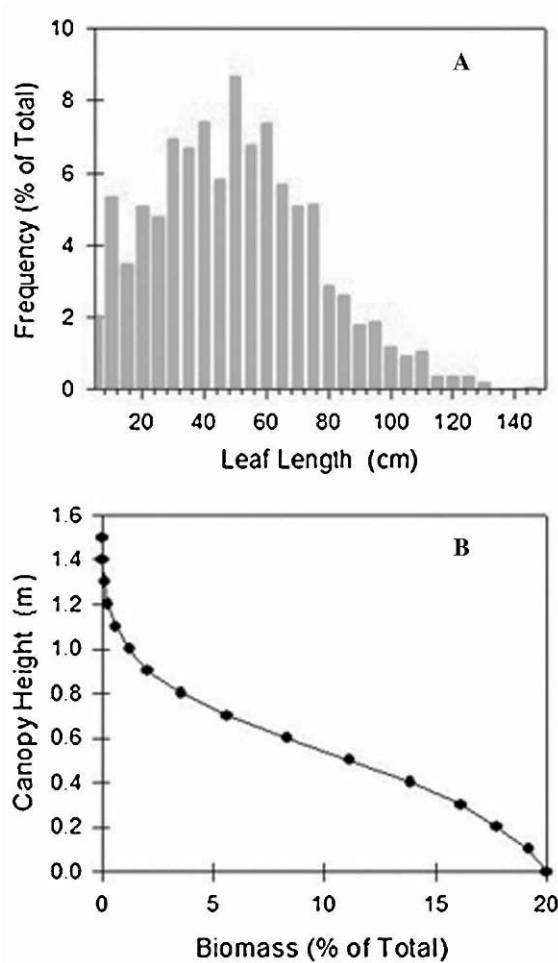 10
A
8
6
4
2
0
Frequency (% of Total)
20 40 60 80 100 120 140
Leaf Length (cm)
1.6
B
1.4
1.2
1.0
0.8
0.6
0.4
0.2
0.0
Canopy Height (m)
0 5 10 15 20
Biomass (% of Total)